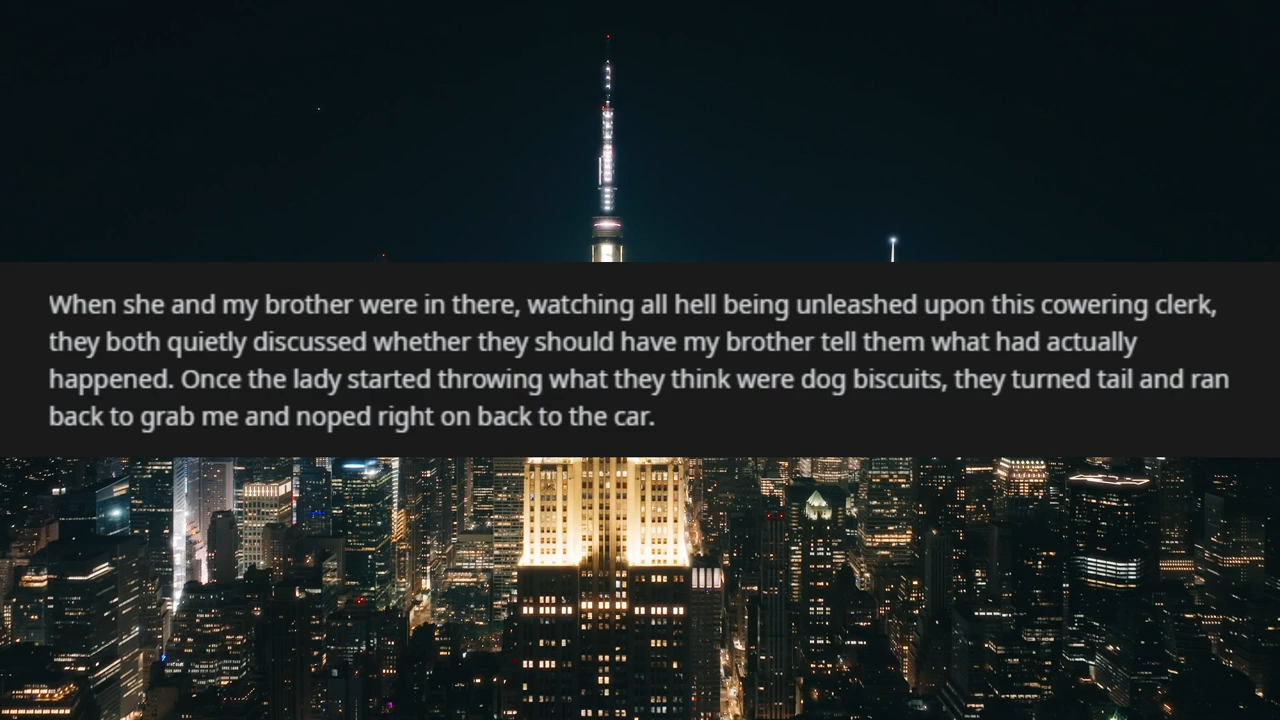 When she and my brother were in there, watching all hell being unleashed upon this cowering clerk,
they both quietly discussed whether they should have my brother tell them what had actually
happened. Once the lady started throwing what they think were dog biscuits, they turned tail and ran
back to grab me and noped right on back to the car.